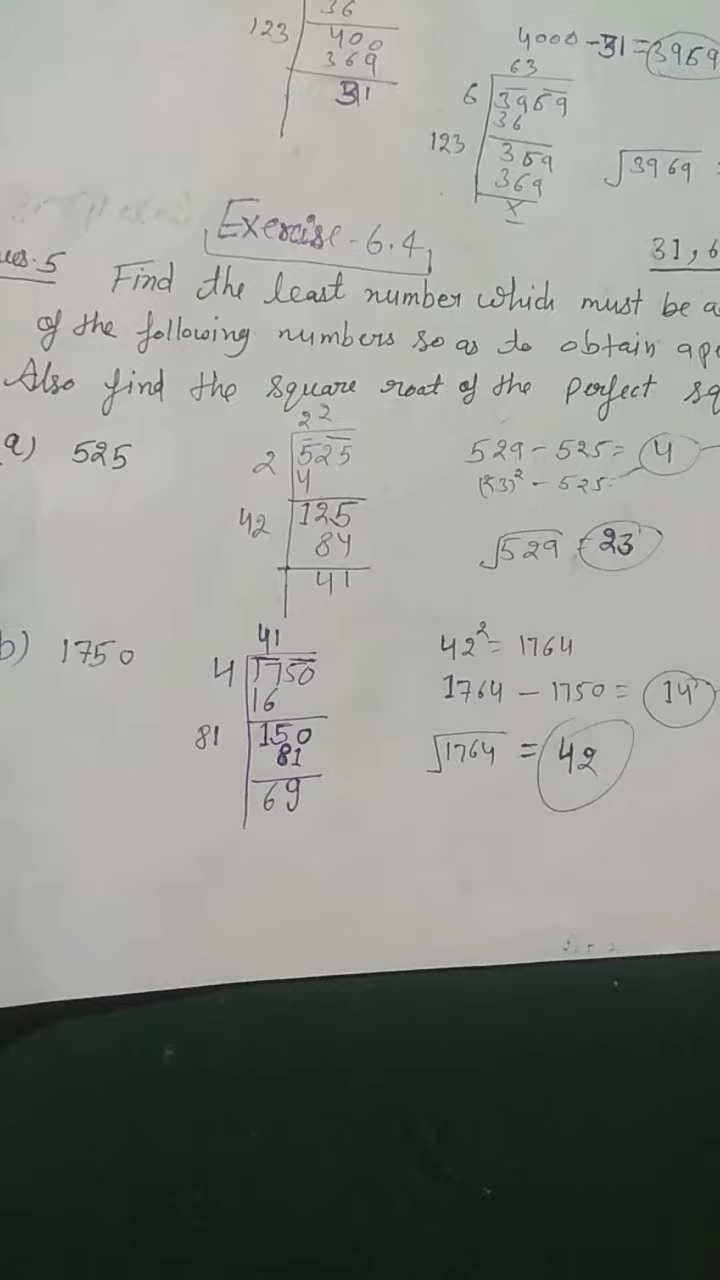 36
123 400
369
31
4000 - 31 = 3969
63
6 3969
36
123 369
369
x
√3969
Exercise - 6.4
31, 6
5 Find the least number which must be a
of the following numbers so as to obtain a pe
Also find the square root of the perfect sq
a) 525
22
2 525
4
42 125
84
41
529 - 525 = 4
(23)² - 525 =
√529 = 23
b) 1750
41
4 1750
16
81 150
81
69
42² = 1764
1764 - 1750 = 14
√1764 = 42